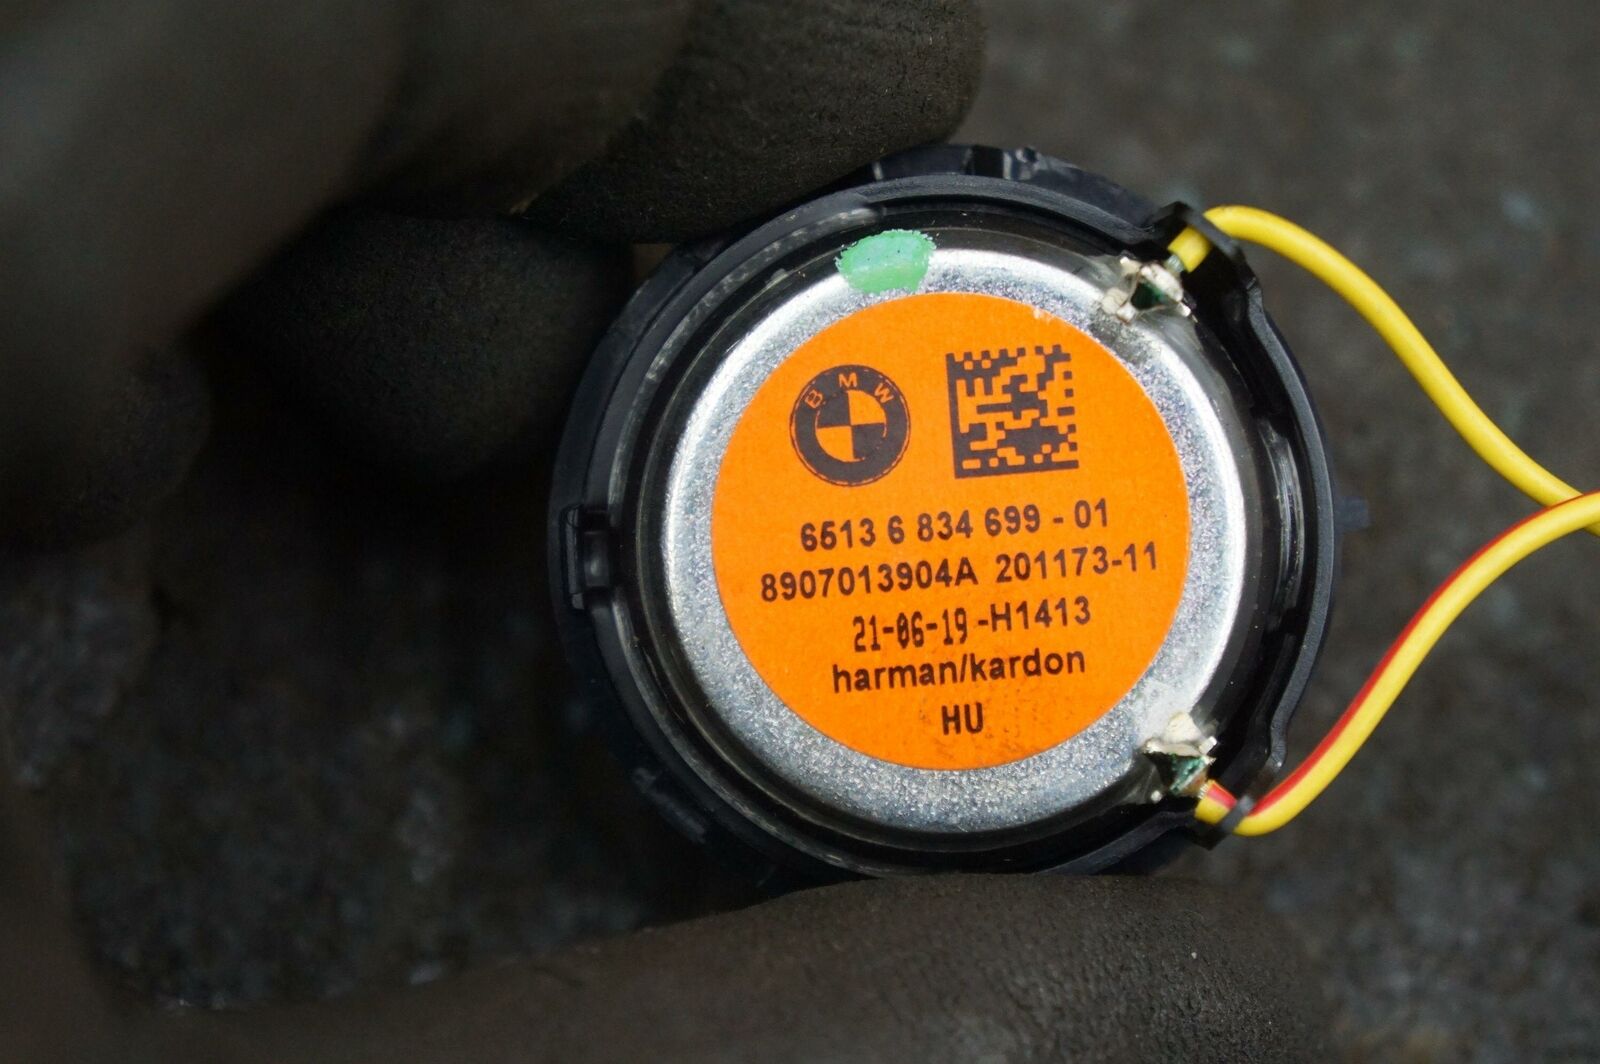 BMW
6513 6 834 699 - 01
8907013904A 201173-11
21-06-19 -H1413
harman/kardon
HU